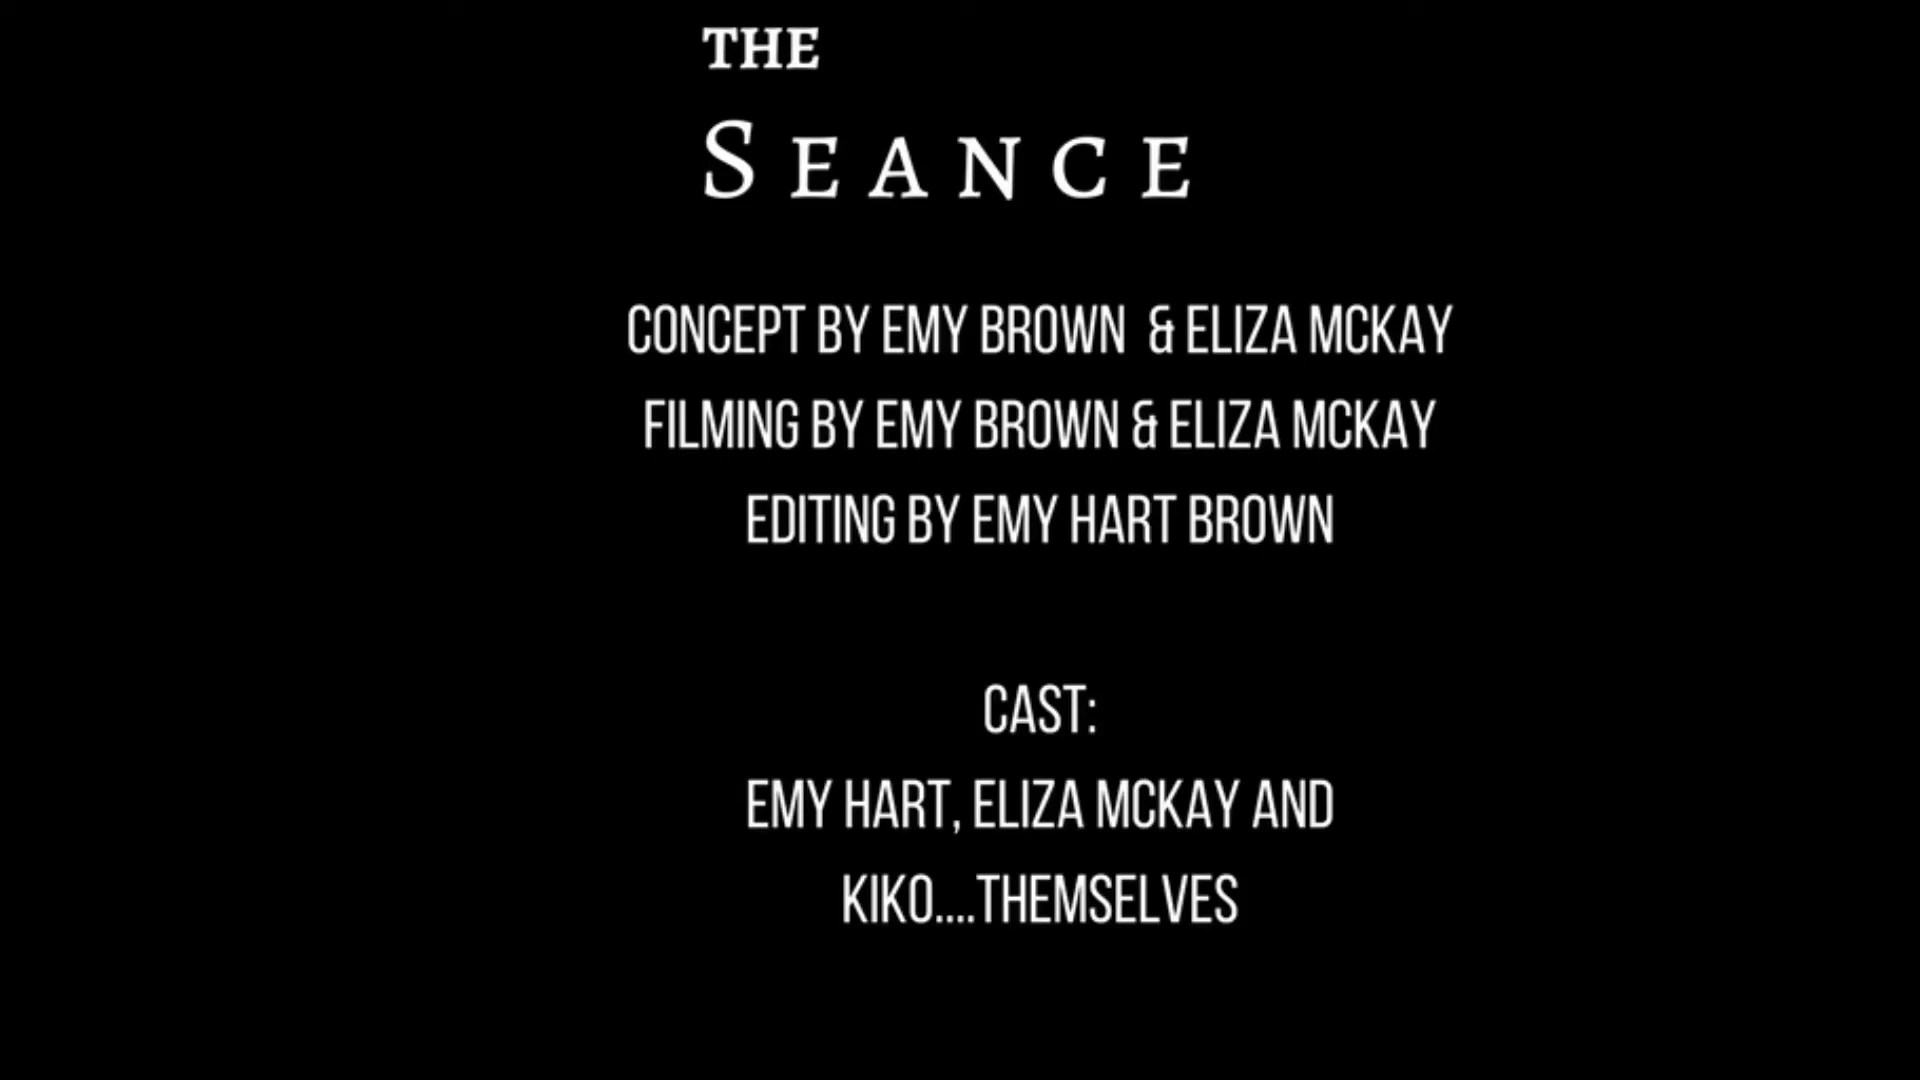 THE
SEANCE
CONCEPT BY EMY BROWN & ELIZA MCKAY
FILMING BY EMY BROWN & ELIZA MCKAY
EDITING BY EMY HART BROWN
CAST:
EMY HART, ELIZA MCKAY AND
KIKO....THEMSELVES